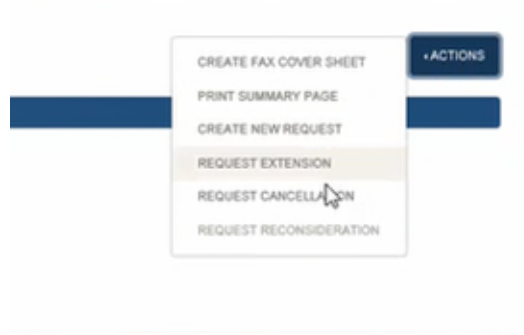 ‹ACTIONS
CREATE FAX COVER SHEET
PRINT SUMMARY PAGE
CREATE NEW REQUEST
REQUEST EXTENSION
REQUEST CANCELLATION
REQUEST RECONSIDERATION